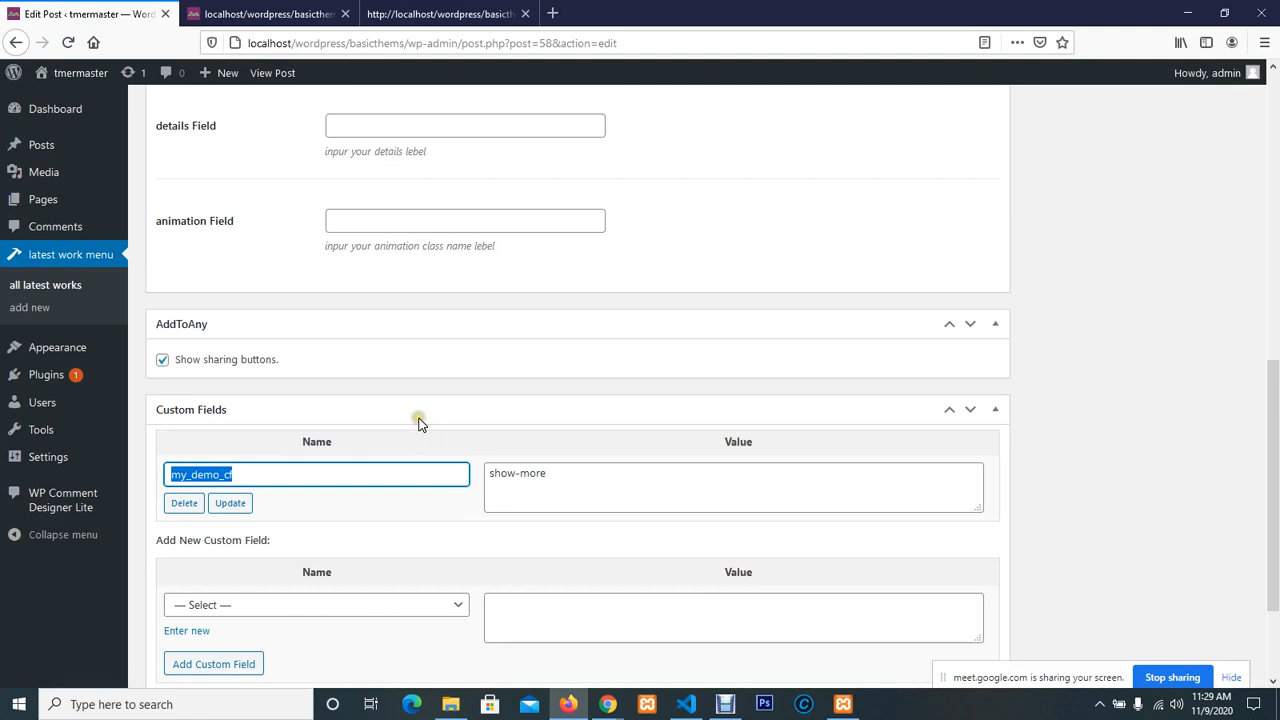 Edit Post ‹ tmermaster — Word
localhost/wordpress/basicthem
http://localhost/wordpress/basicth
localhost/wordpress/basicthems/wp-admin/post.php?post=58&action=edit
tmermaster
1
0
New
View Post
Howdy, admin
Dashboard
Posts
Media
Pages
Comments
latest work menu
all latest works
add new
Appearance
Plugins 1
Users
Tools
Settings
WP Comment
Designer Lite
Collapse menu
details Field
inpur your details lebel
animation Field
inpur your animation class name lebel
AddToAny
Show sharing buttons.
Custom Fields
Name
Value
my_demo_cf
show-more
Delete
Update
Add New Custom Field:
Name
Value
— Select —
Enter new
Add Custom Field
meet.google.com is sharing your screen.
Stop sharing
Hide
Type here to search
11:29 AM
11/9/2020